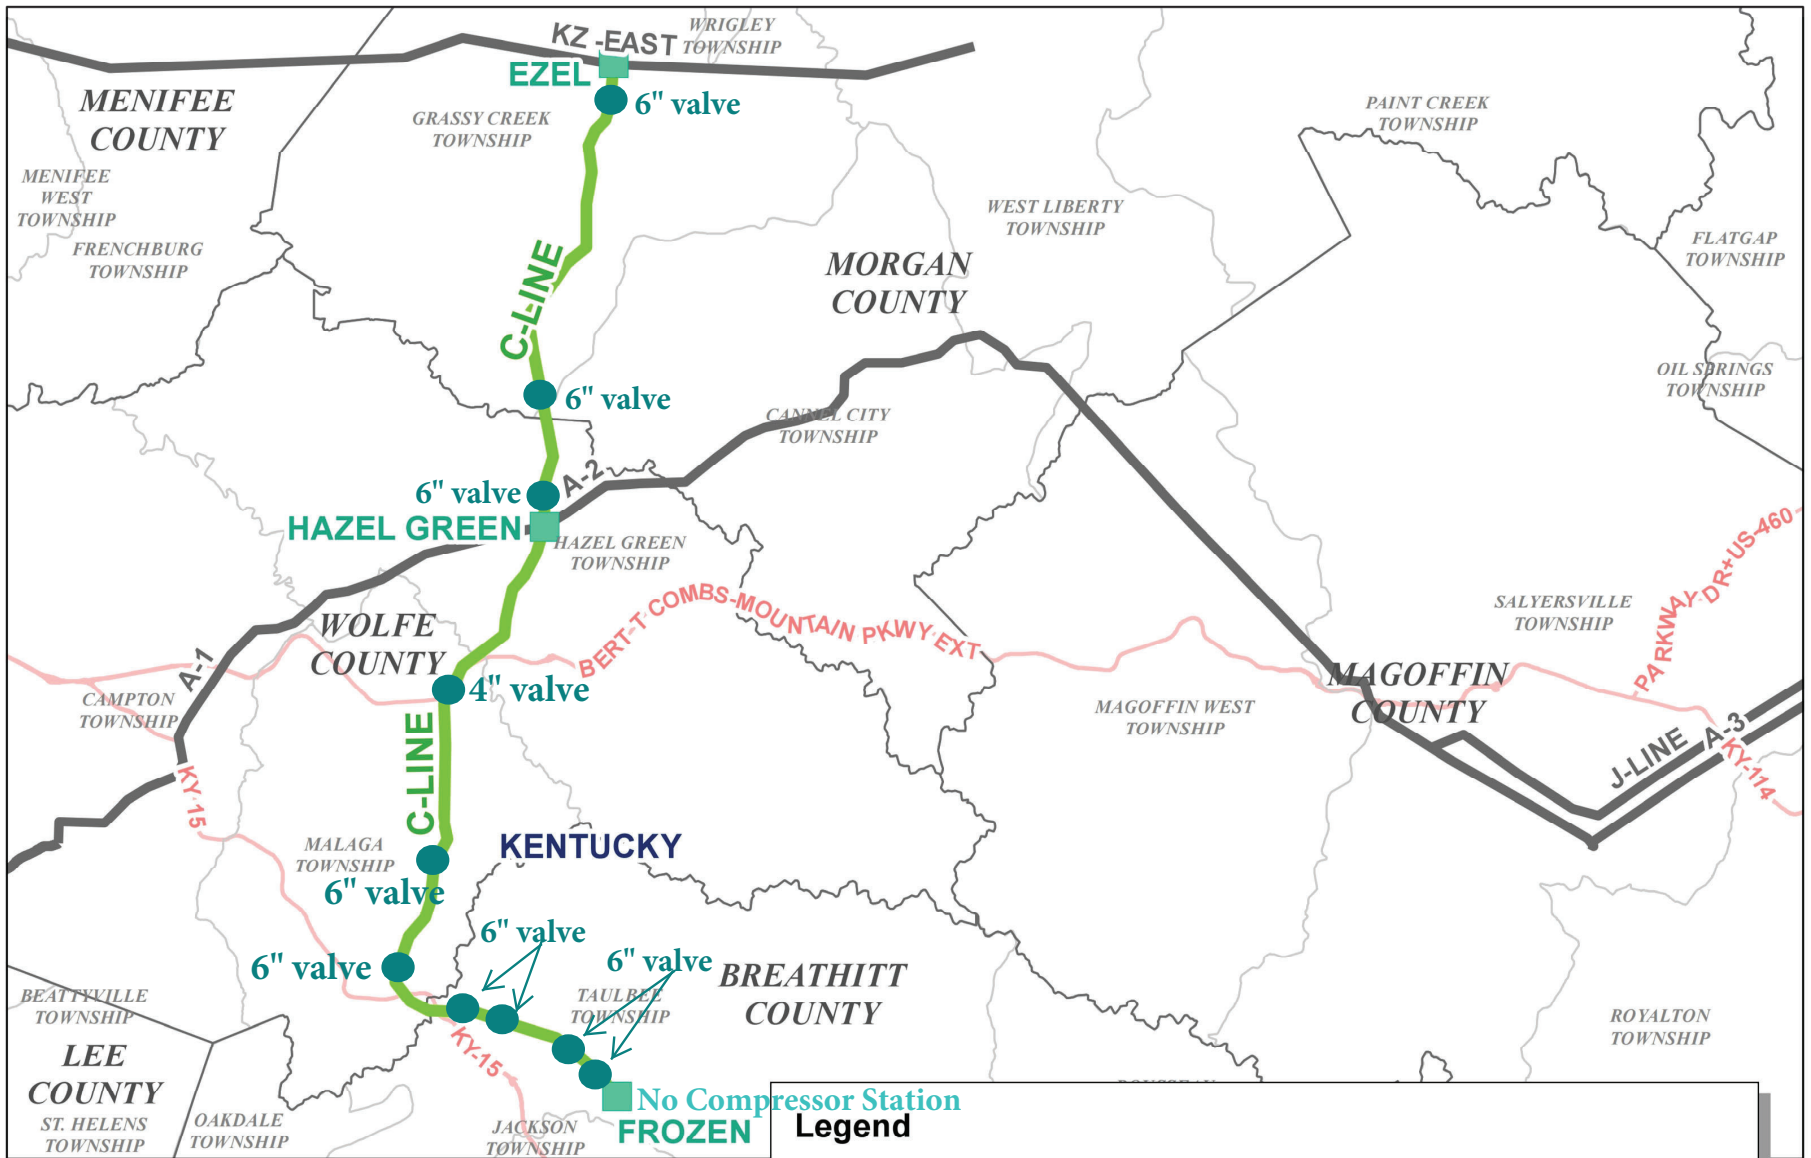 KZ -EAST
WRIGLEY
TOWNSHIP
EZEL
6" valve
MENIFEE
COUNTY
GRASSY CREEK
TOWNSHIP
PAINT CREEK
TOWNSHIP
MENIFEE
WEST
TOWNSHIP
FRENCHBURG
TOWNSHIP
WEST LIBERTY
TOWNSHIP
FLATGAP
TOWNSHIP
C-LINE
MORGAN
COUNTY
OIL SPRINGS
TOWNSHIP
6" valve
CANNEL CITY
TOWNSHIP
6" valve
A-2
HAZEL GREEN
HAZEL GREEN
TOWNSHIP
PARKWAY-DR+US-460
BERT-T COMBS-MOUNTAIN PKWY EXT
SALYERSVILLE
TOWNSHIP
WOLFE
COUNTY
A-1
4" valve
CAMPTON
TOWNSHIP
MAGOFFIN WEST
TOWNSHIP
MAGOFFIN
COUNTY
C-LINE
J-LINE
A-3
KY-114
KY 15
MALAGA
TOWNSHIP
KENTUCKY
6" valve
6" valve
6" valve
6" valve
BREATHITT
COUNTY
BEATTYVILLE
TOWNSHIP
TAULBEE
TOWNSHIP
ROYALTON
TOWNSHIP
KY-15
LEE
COUNTY
ST. HELENS
TOWNSHIP
OAKDALE
TOWNSHIP
JACKSON
TOWNSHIP
No Compressor Station
FROZEN
Legend